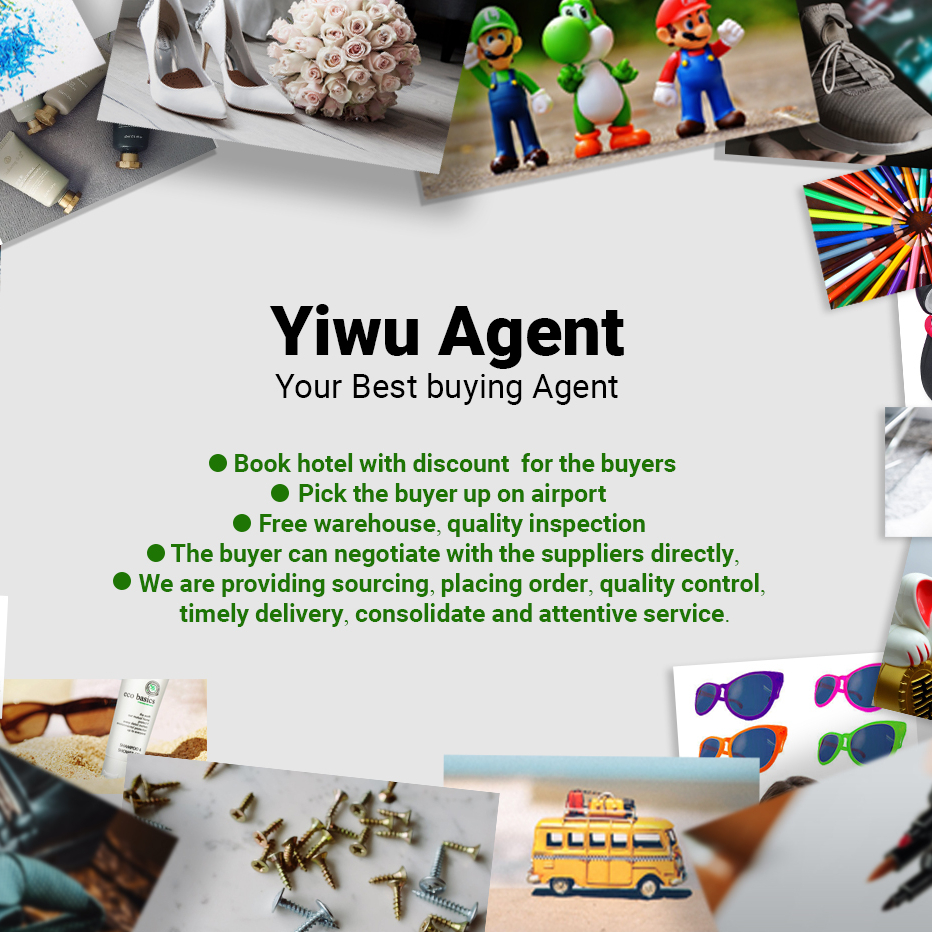 Yiwu Agent
Your Best buying Agent
● Book hotel with discount  for the buyers
● Pick the buyer up on airport
● Free warehouse, quality inspection
● The buyer can negotiate with the suppliers directly,
● We are providing sourcing, placing order, quality control,
timely delivery, consolidate and attentive service.
eco basics